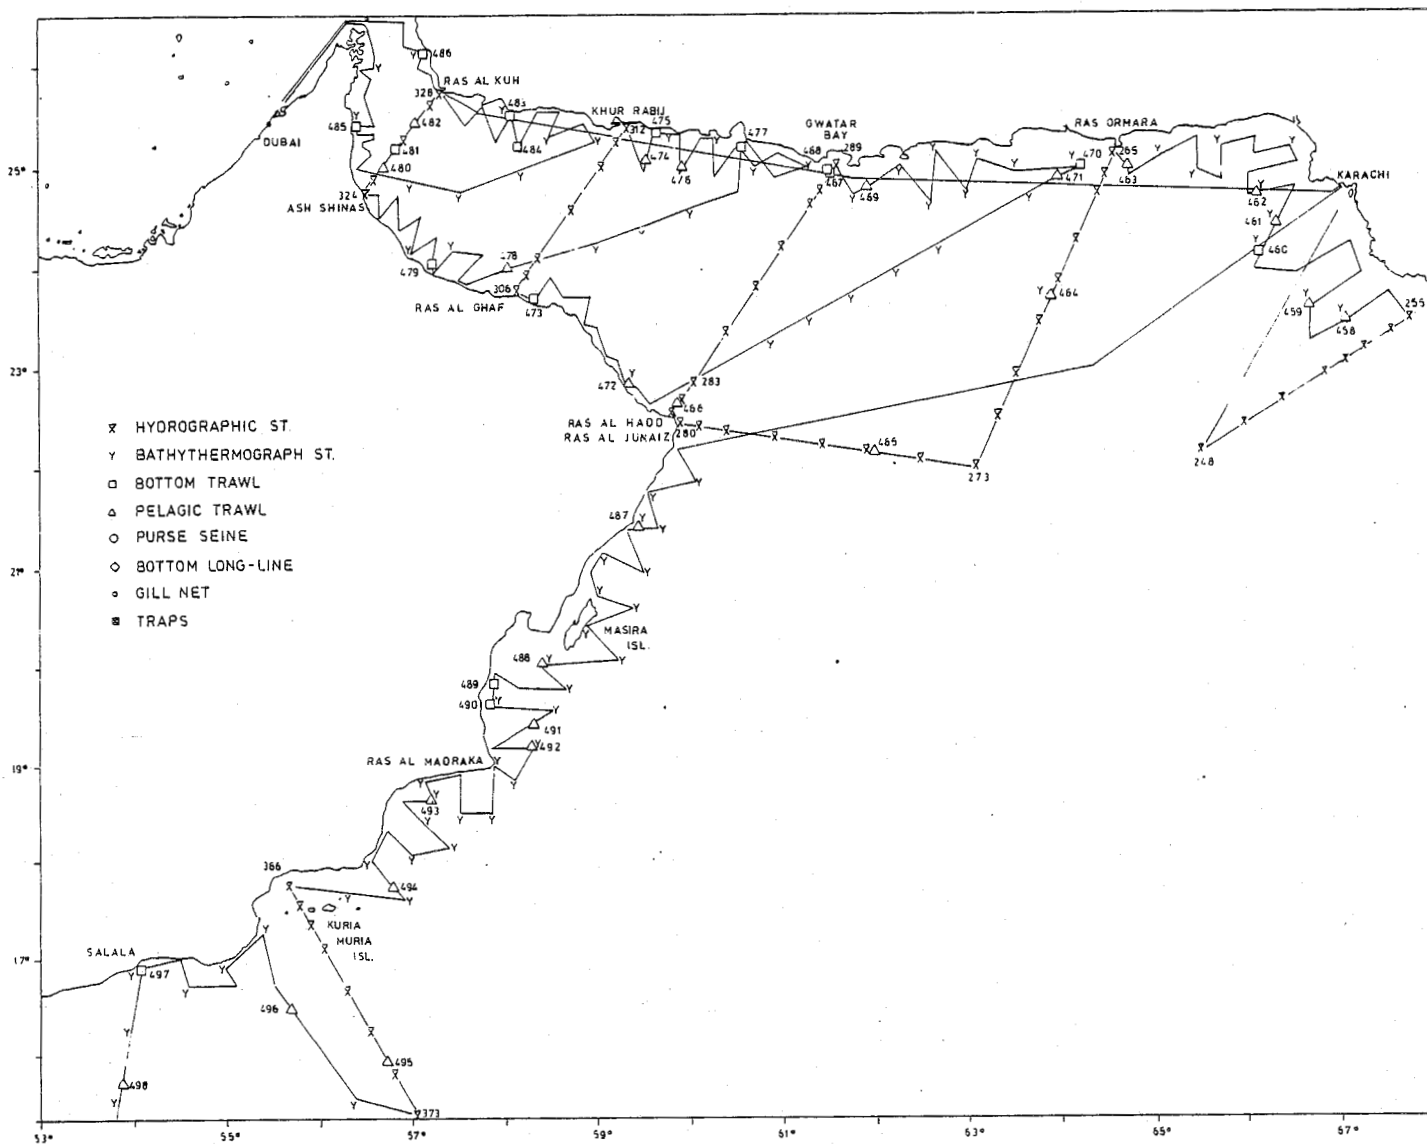 486
RAS AL KUH
328
483
KHUR RABIJ
475
312
477
GWATAR
BAY
RAS ORMARA
485
482
DUBAI
481
484
474
476
468
289
467
470
265
471
463
KARACHI
25°
480
469
462
324
ASH SHINAS
461
460
478
479
306
464
RAS AL GHAF
473
459
458
255
23°
472
283
466
RAS AL HADD
RAS AL JUNAIZ
280
465
273
248
HYDROGRAPHIC ST.
Y BATHYTHERMOGRAPH ST.
BOTTOM TRAWL
PELAGIC TRAWL
PURSE SEINE
BOTTOM LONG-LINE
GILL NET
TRAPS
487
21°
MASIRA
ISL.
488
489
490
491
492
RAS AL MADRAKA
19°
493
366
494
KURIA
MURIA
ISL.
SALALA
17°
497
496
495
498
373
53°
55°
57°
59°
61°
63°
65°
67°